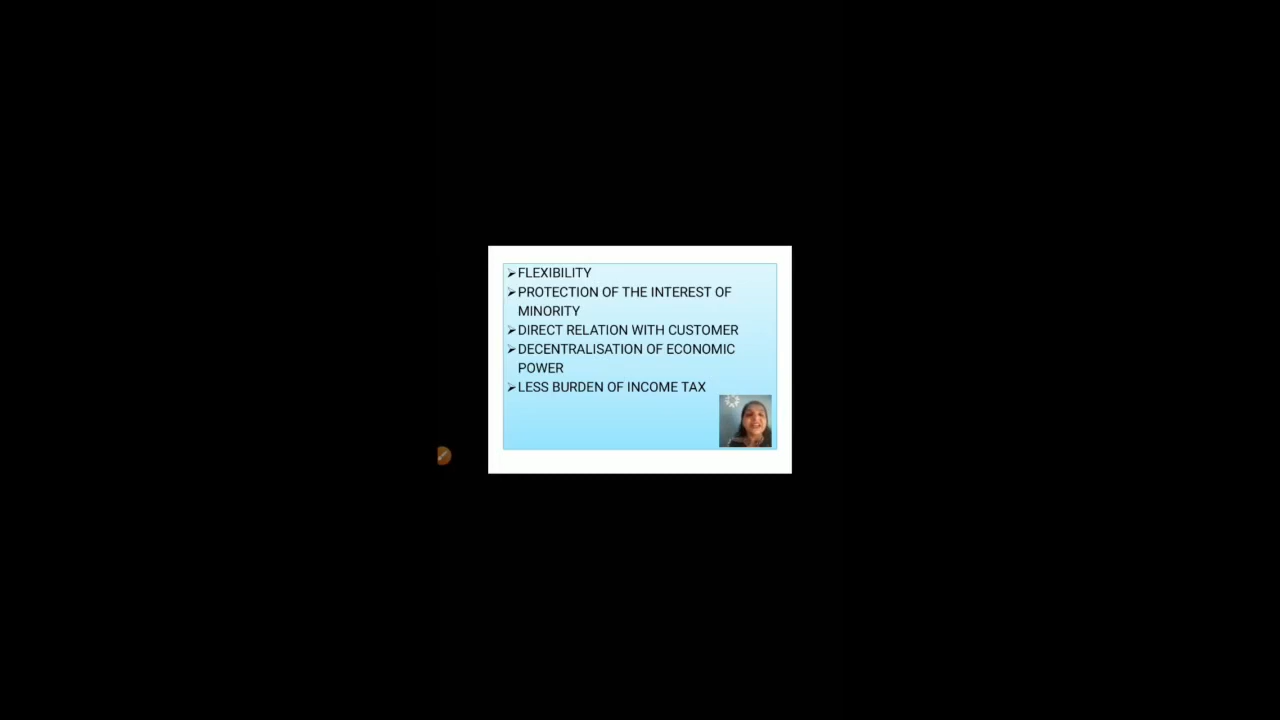 ➢FLEXIBILITY
➢PROTECTION OF THE INTEREST OF
MINORITY
➢DIRECT RELATION WITH CUSTOMER
➢DECENTRALISATION OF ECONOMIC
POWER
➢LESS BURDEN OF INCOME TAX